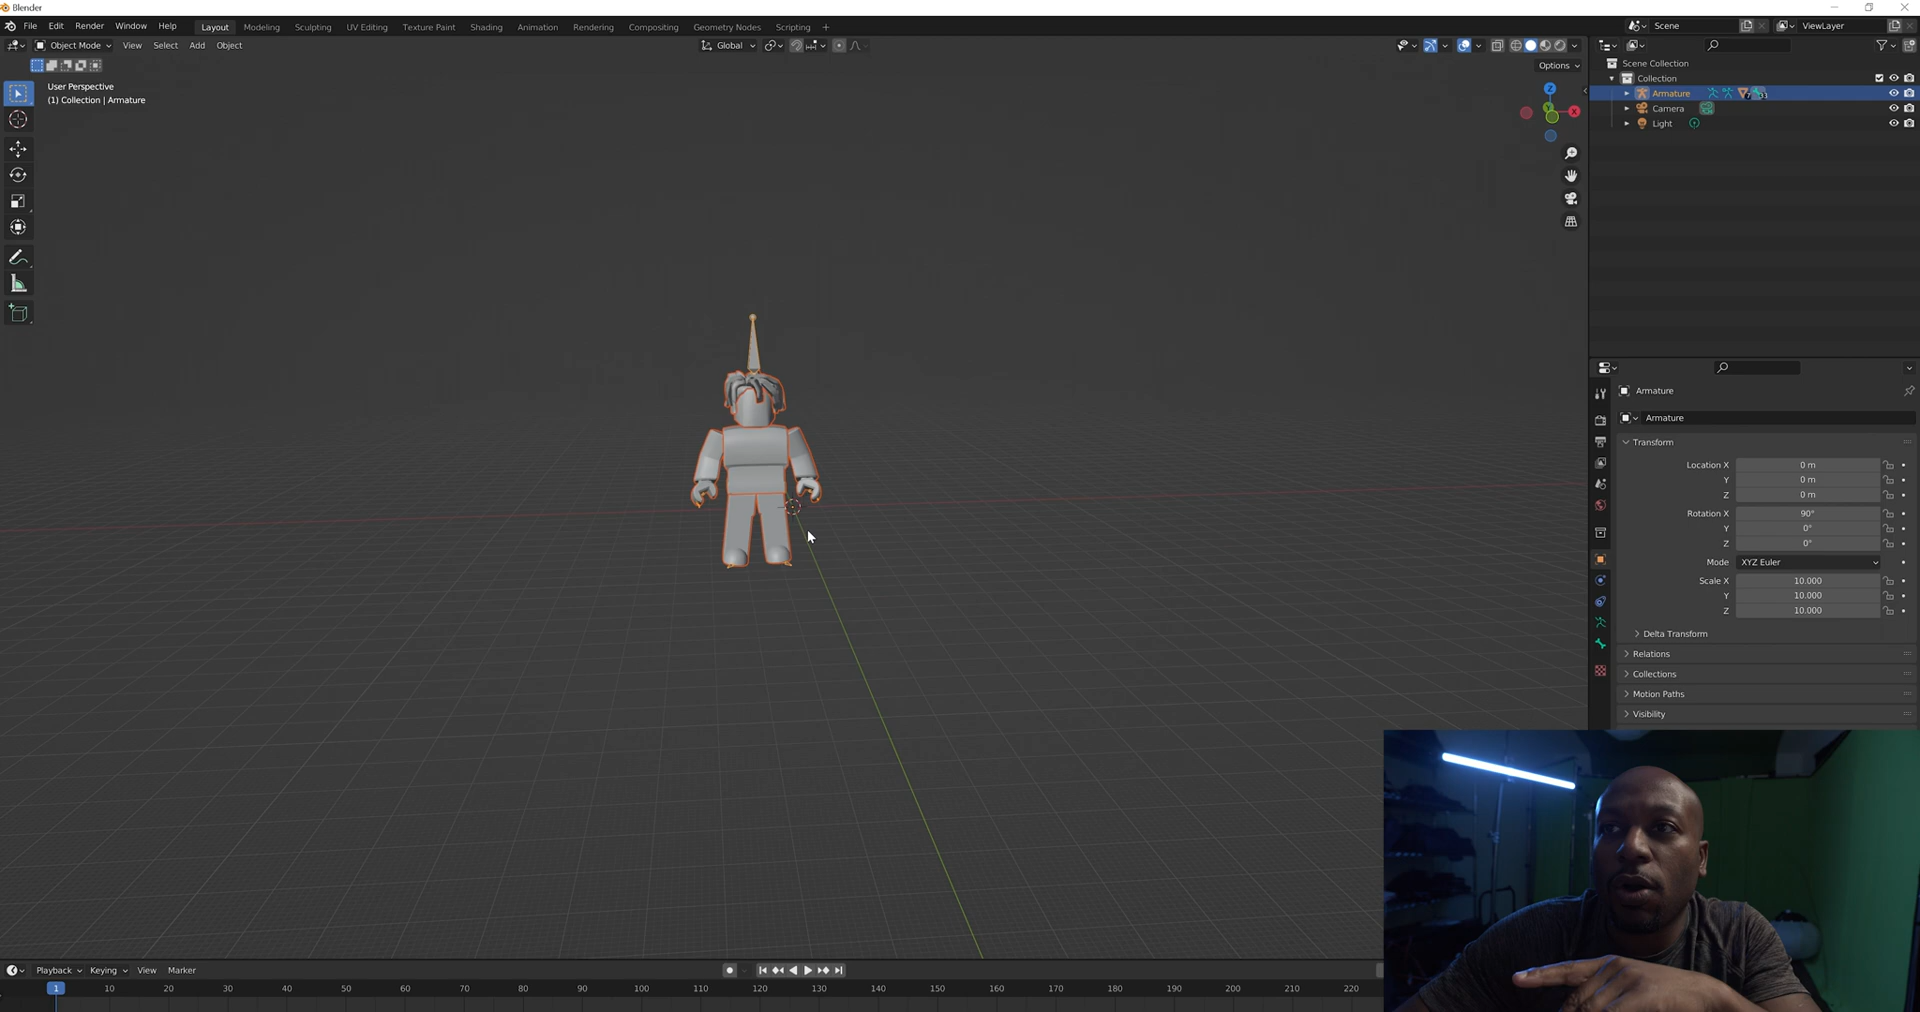 Blender
File Edit Render Window Help Layout Modeling Sculpting UV Editing Texture Paint Shading Animation Rendering Compositing Geometry Nodes Scripting + Scene ViewLayer
Object Mode View Select Add Object Global
Options
User Perspective
(1) Collection | Armature
Z
Y
X
Scene Collection
Collection
Armature
Camera
Light
Armature
Armature
Transform
Location X 0 m
Y 0 m
Z 0 m
Rotation X 90°
Y 0°
Z 0°
Mode XYZ Euler
Scale X 10.000
Y 10.000
Z 10.000
Delta Transform
Relations
Collections
Motion Paths
Visibility
Playback Keying View Marker
1 10 20 30 40 50 60 70 80 90 100 110 120 130 140 150 160 170 180 190 200 210 220